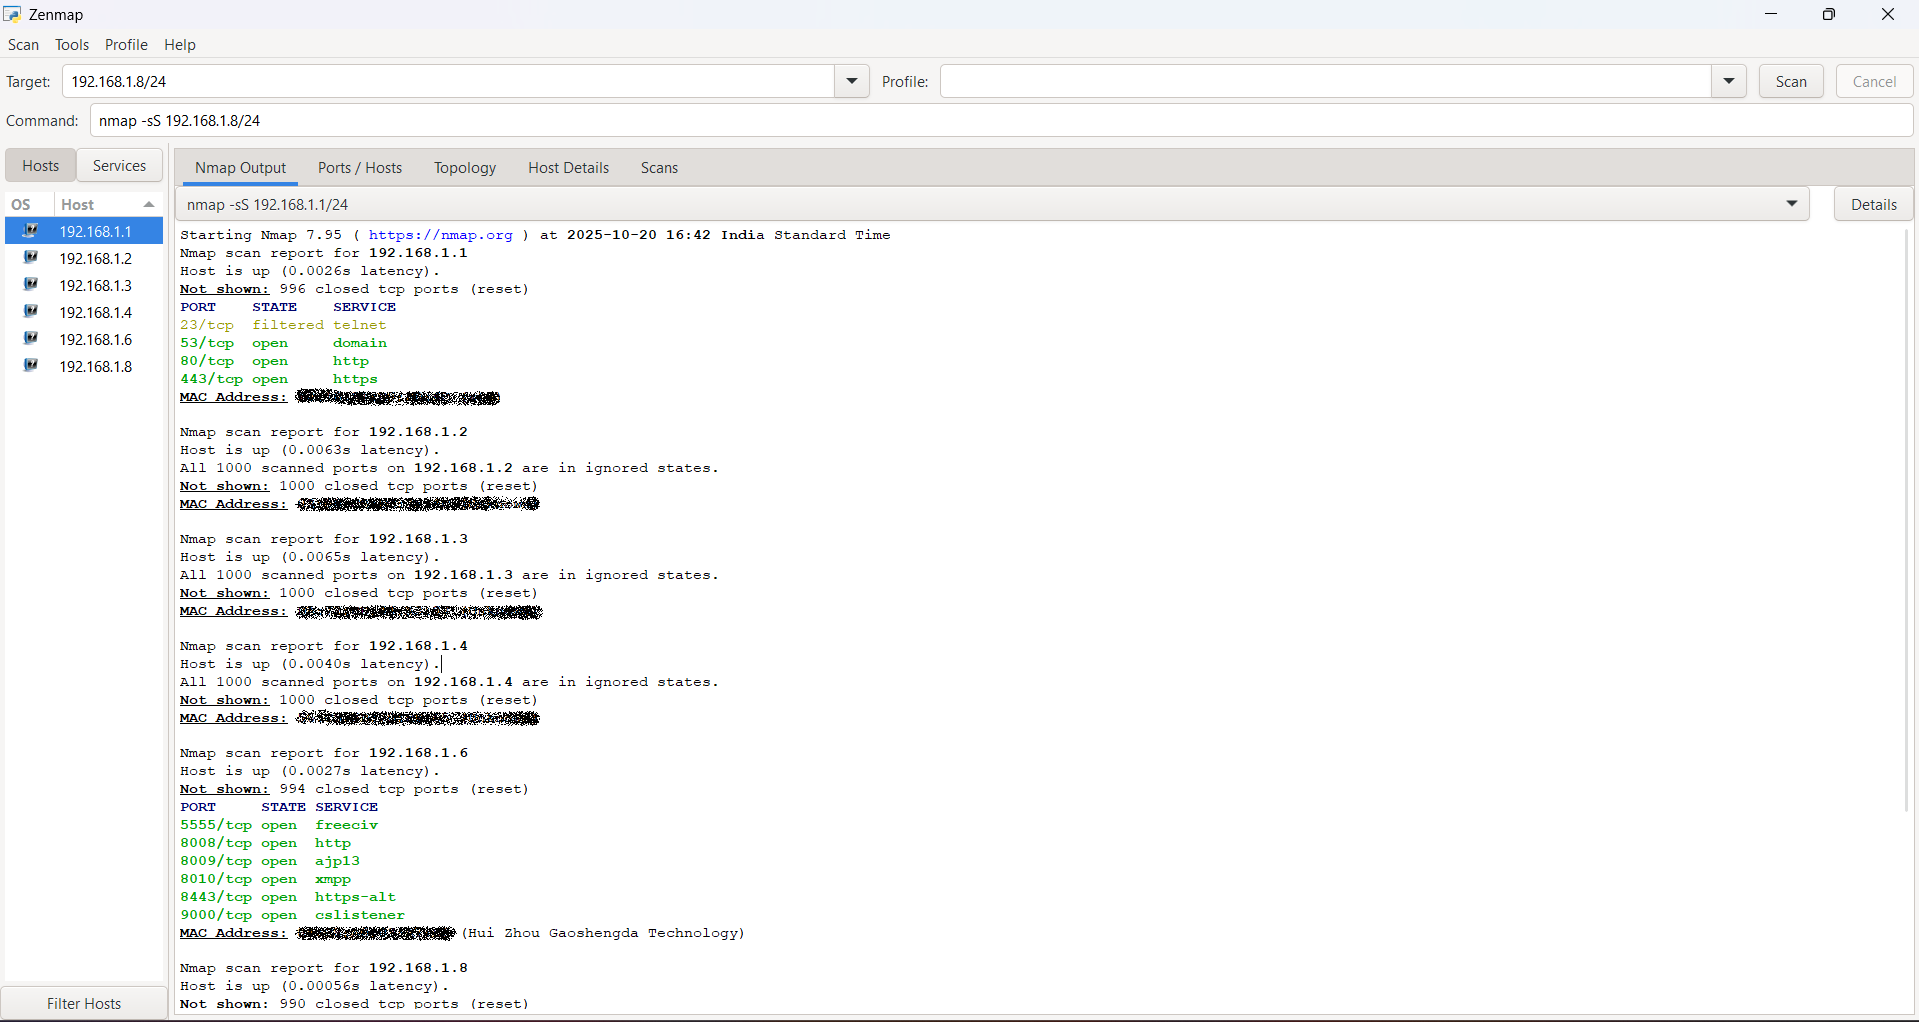 Zenmap
Scan Tools Profile Help
Target: 192.168.1.8/24 Profile: Scan Cancel
Command: nmap -sS 192.168.1.8/24
Hosts Services
Nmap Output Ports / Hosts Topology Host Details Scans
OS Host
nmap -sS 192.168.1.1/24 Details
192.168.1.1
192.168.1.2
192.168.1.3
192.168.1.4
192.168.1.6
192.168.1.8
Filter Hosts
Starting Nmap 7.95 ( https://nmap.org ) at 2025-10-20 16:42 India Standard Time
Nmap scan report for 192.168.1.1
Host is up (0.0026s latency).
Not shown: 996 closed tcp ports (reset)
PORT STATE SERVICE
23/tcp filtered telnet
53/tcp open domain
80/tcp open http
443/tcp open https
MAC Address:
Nmap scan report for 192.168.1.2
Host is up (0.0063s latency).
All 1000 scanned ports on 192.168.1.2 are in ignored states.
Not shown: 1000 closed tcp ports (reset)
MAC Address:
Nmap scan report for 192.168.1.3
Host is up (0.0065s latency).
All 1000 scanned ports on 192.168.1.3 are in ignored states.
Not shown: 1000 closed tcp ports (reset)
MAC Address:
Nmap scan report for 192.168.1.4
Host is up (0.0040s latency).
All 1000 scanned ports on 192.168.1.4 are in ignored states.
Not shown: 1000 closed tcp ports (reset)
MAC Address:
Nmap scan report for 192.168.1.6
Host is up (0.0027s latency).
Not shown: 994 closed tcp ports (reset)
PORT STATE SERVICE
5555/tcp open freeciv
8008/tcp open http
8009/tcp open ajp13
8010/tcp open xmpp
8443/tcp open https-alt
9000/tcp open cslistener
MAC Address: (Hui Zhou Gaoshengda Technology)
Nmap scan report for 192.168.1.8
Host is up (0.00056s latency).
Not shown: 990 closed tcp ports (reset)